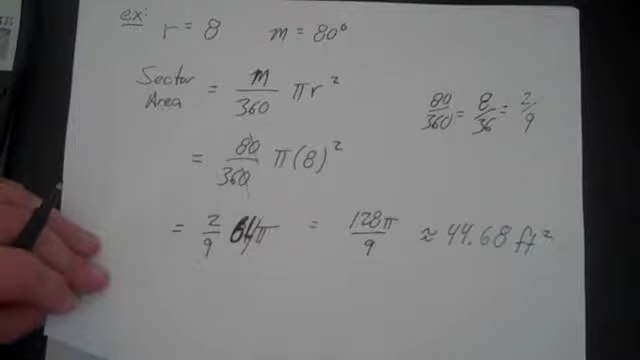 ex: r = 8 m = 80°
Sector Area = m/360 πr²
80/360 = 8/36 = 2/9
= 80/360 π(8)²
= 2/9 64π = 128π/9 ≈ 44.68 ft²